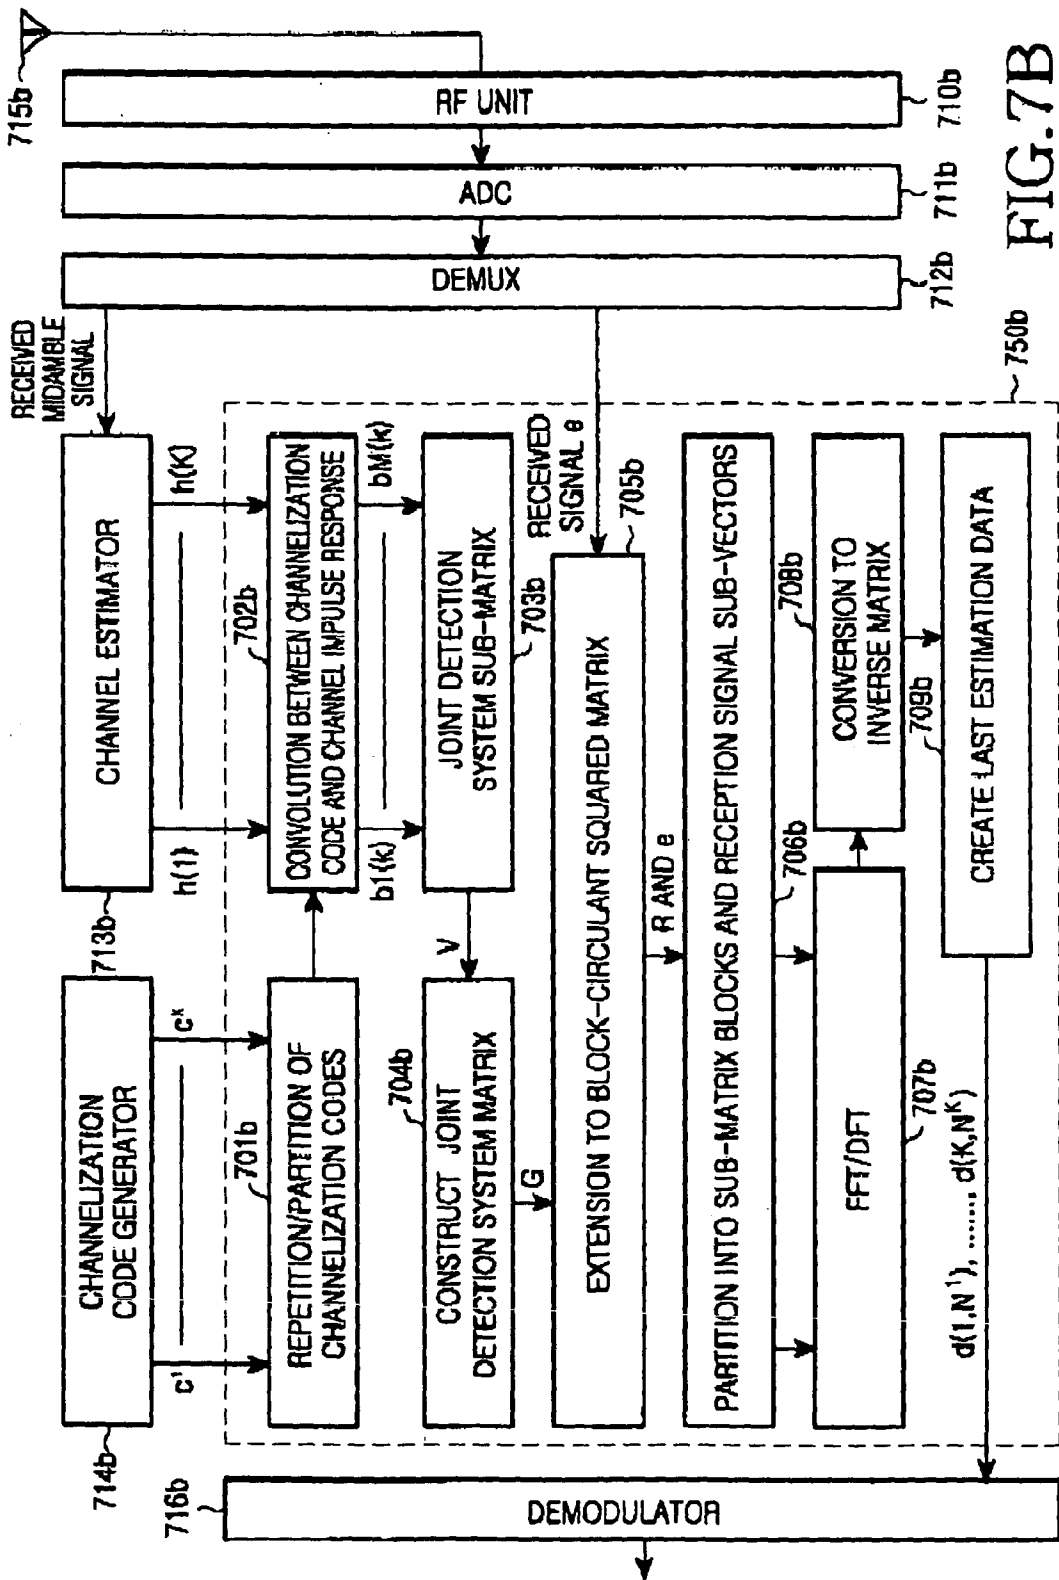 715b
RF UNIT
710b
ADC
711b
DEMUX
712b
FIG.7B
RECEIVED
MIDAMBLE
SIGNAL
CHANNEL ESTIMATOR
713b
h(1)
h(K)
CHANNELIZATION
CODE GENERATOR
714b
c¹
cᵏ
750b
REPETITION/PARTITION OF
CHANNELIZATION CODES
701b
CONVOLUTION BETWEEN CHANNELIZATION
CODE AND CHANNEL IMPULSE RESPONSE
702b
b1(k)
bM(k)
JOINT DETECTION
SYSTEM SUB-MATRIX
703b
V
CONSTRUCT JOINT
DETECTION SYSTEM MATRIX
704b
G
RECEIVED
SIGNAL e
EXTENSION TO BLOCK-CIRCULANT SQUARED MATRIX
705b
R AND e
PARTITION INTO SUB-MATRIX BLOCKS AND RECEPTION SIGNAL SUB-VECTORS
706b
FFT/DFT
707b
CONVERSION TO
INVERSE MATRIX
708b
CREATE LAST ESTIMATION DATA
709b
d(1,N¹), ......., d(K,Nᴷ)
DEMODULATOR
716b